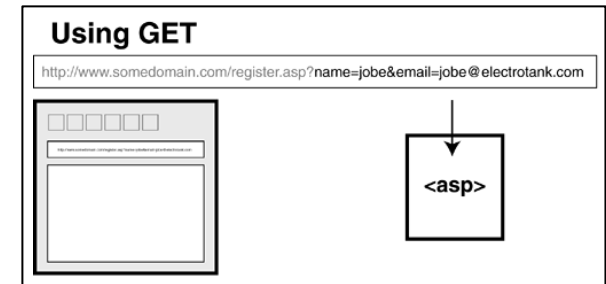 Using GET
http://www.somedomain.com/register.asp?name=jobe&email=jobe@electrotank.com
<asp>